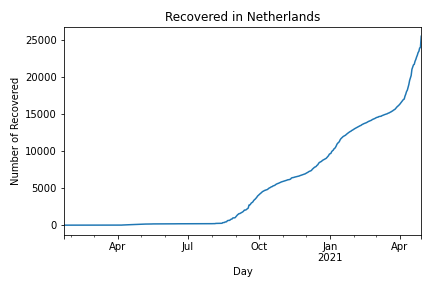 Recovered in Netherlands
Number of Recovered
25000
20000
15000
10000
5000
0
Apr
Jul
Oct
Jan
2021
Apr
Day